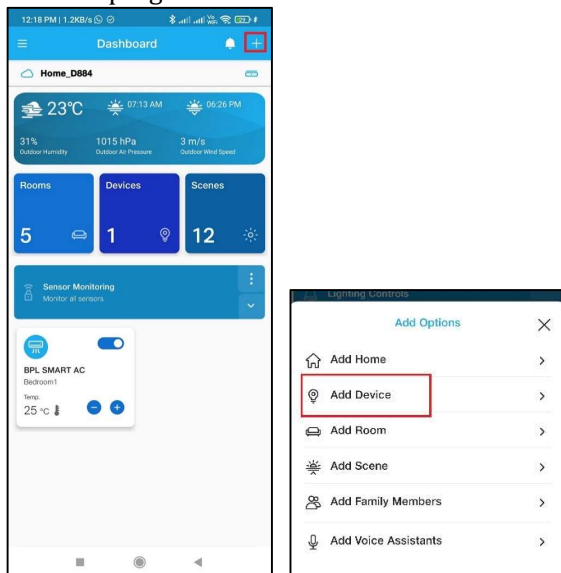 12:18 PM | 1.2KB/s
Dashboard
Home_D884
23°C 07:13 AM 06:26 PM
31% 1015 hPa 3 m/s
Outdoor Humidity Outdoor Air Pressure Outdoor Wind Speed
Rooms Devices Scenes
5 1 12
Sensor Monitoring
Monitor all sensors
BPL SMART AC
Bedroom1
Temp.
25 °C
Lighting Controls
Add Options
Add Home
Add Device
Add Room
Add Scene
Add Family Members
Add Voice Assistants